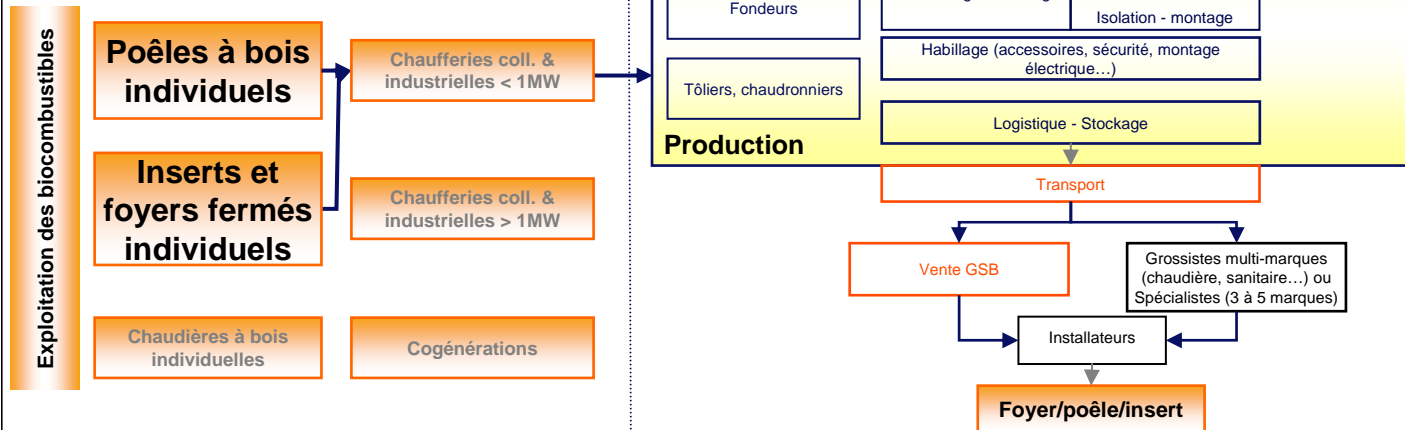 Exploitation des biocombustibles
Poêles à bois
individuels
Inserts et
foyers fermés
individuels
Chaudières à bois
individuelles
Chaufferies coll. &
industrielles < 1MW
Chaufferies coll. &
industrielles > 1MW
Cogénérations
Fondeurs
Tôliers, chaudronniers
Production
Isolation - montage
Habillage (accessoires, sécurité, montage
électrique…)
Logistique - Stockage
Transport
Vente GSB
Grossistes multi-marques
(chaudière, sanitaire…) ou
Spécialistes (3 à 5 marques)
Installateurs
Foyer/poêle/insert